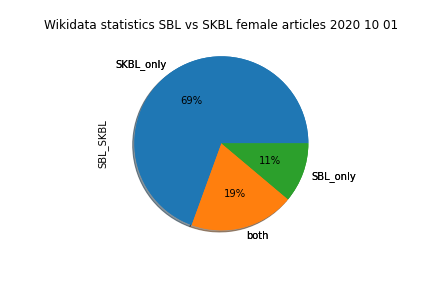 Wikidata statistics SBL vs SKBL female articles 2020 10 01
SKBL_only
69%
SBL_SKBL
11%
SBL_only
19%
both